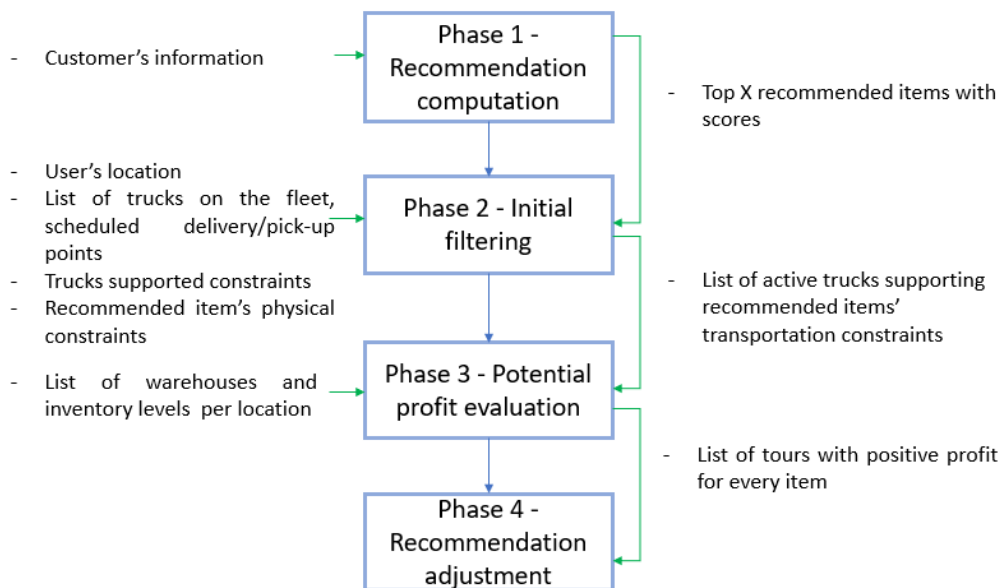 Phase 1 -
Recommendation
computation
- Customer's information
- Top X recommended items with
scores
- User's location
- List of trucks on the fleet,
scheduled delivery/pick-up
points
- Trucks supported constraints
- Recommended item's physical
constraints
Phase 2 - Initial
filtering
- List of active trucks supporting
recommended items'
transportation constraints
- List of warehouses and
inventory levels per location
Phase 3 - Potential
profit evaluation
- List of tours with positive profit
for every item
Phase 4 -
Recommendation
adjustment